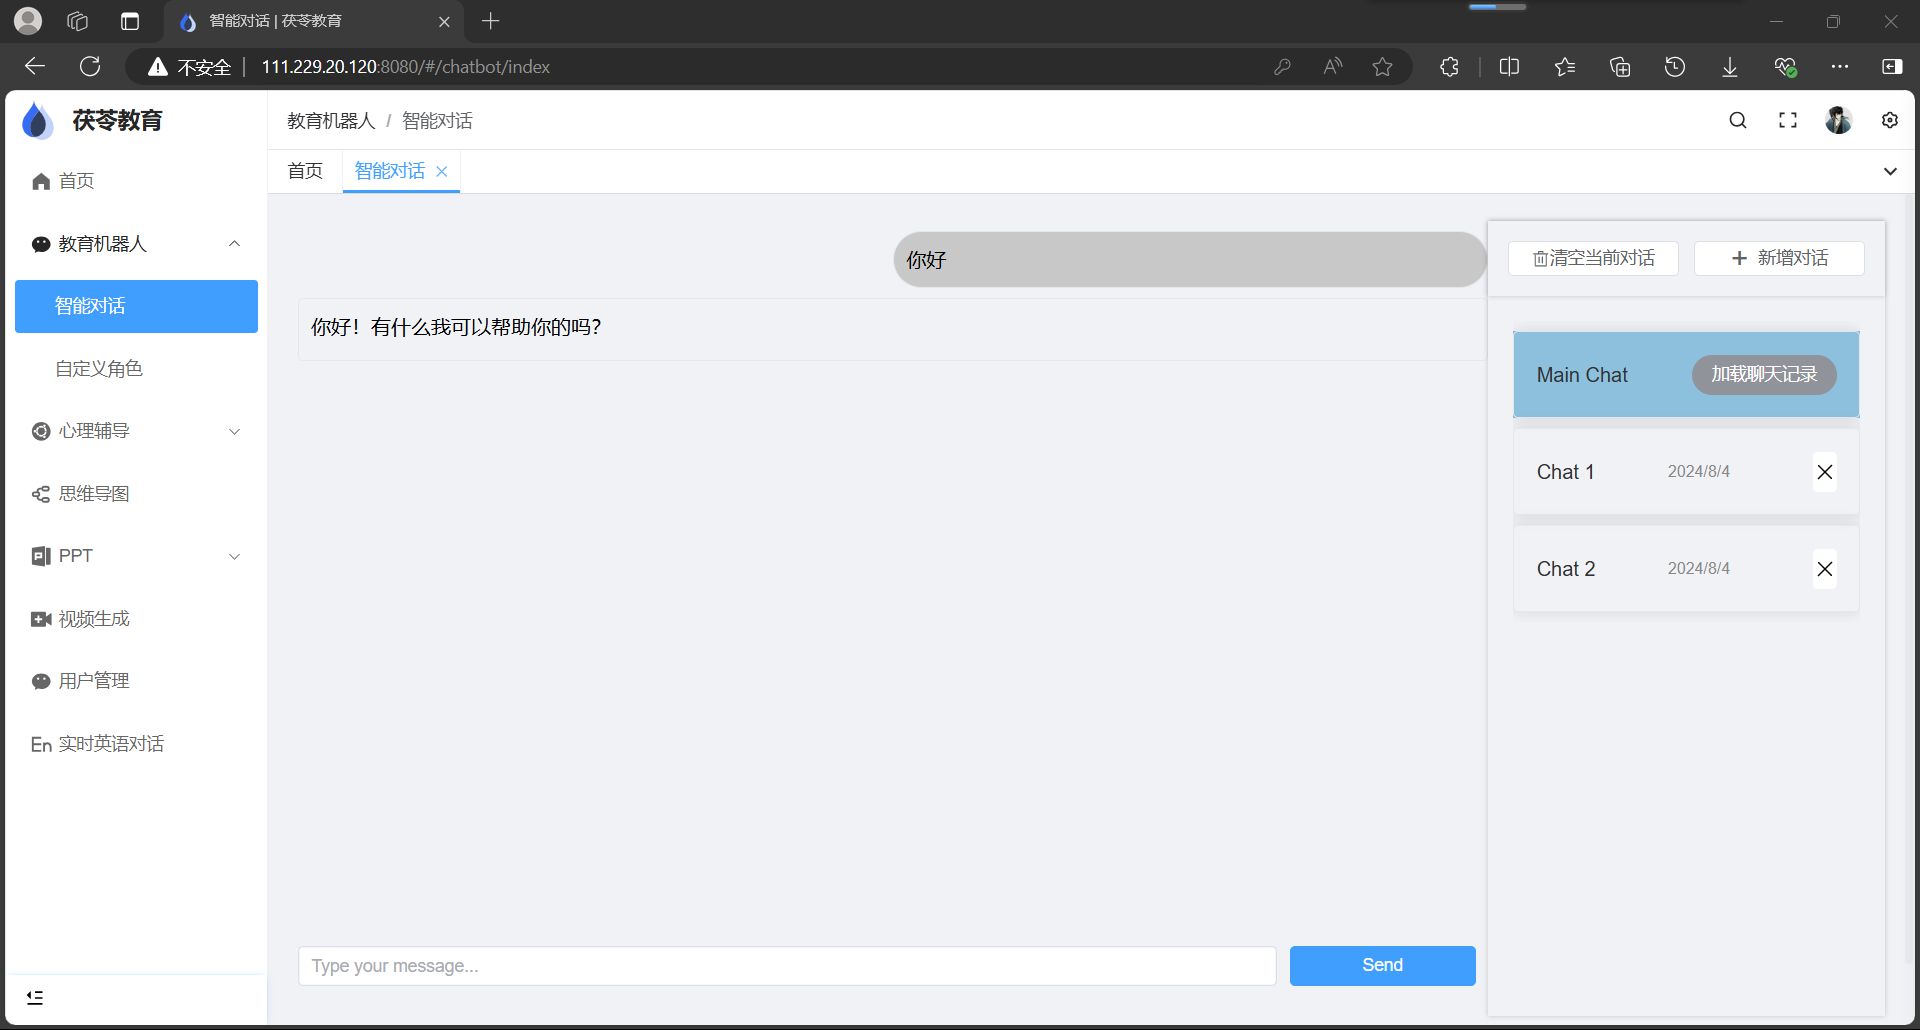 智能对话 | 茯苓教育
不安全
111.229.20.120:8080/#/chatbot/index
茯苓教育
首页
教育机器人
智能对话
自定义角色
心理辅导
思维导图
PPT
视频生成
用户管理
En 实时英语对话
教育机器人 / 智能对话
首页
智能对话
你好
你好！有什么我可以帮助你的吗？
Type your message...
Send
清空当前对话
新增对话
Main Chat
加载聊天记录
Chat 1 2024/8/4
Chat 2 2024/8/4